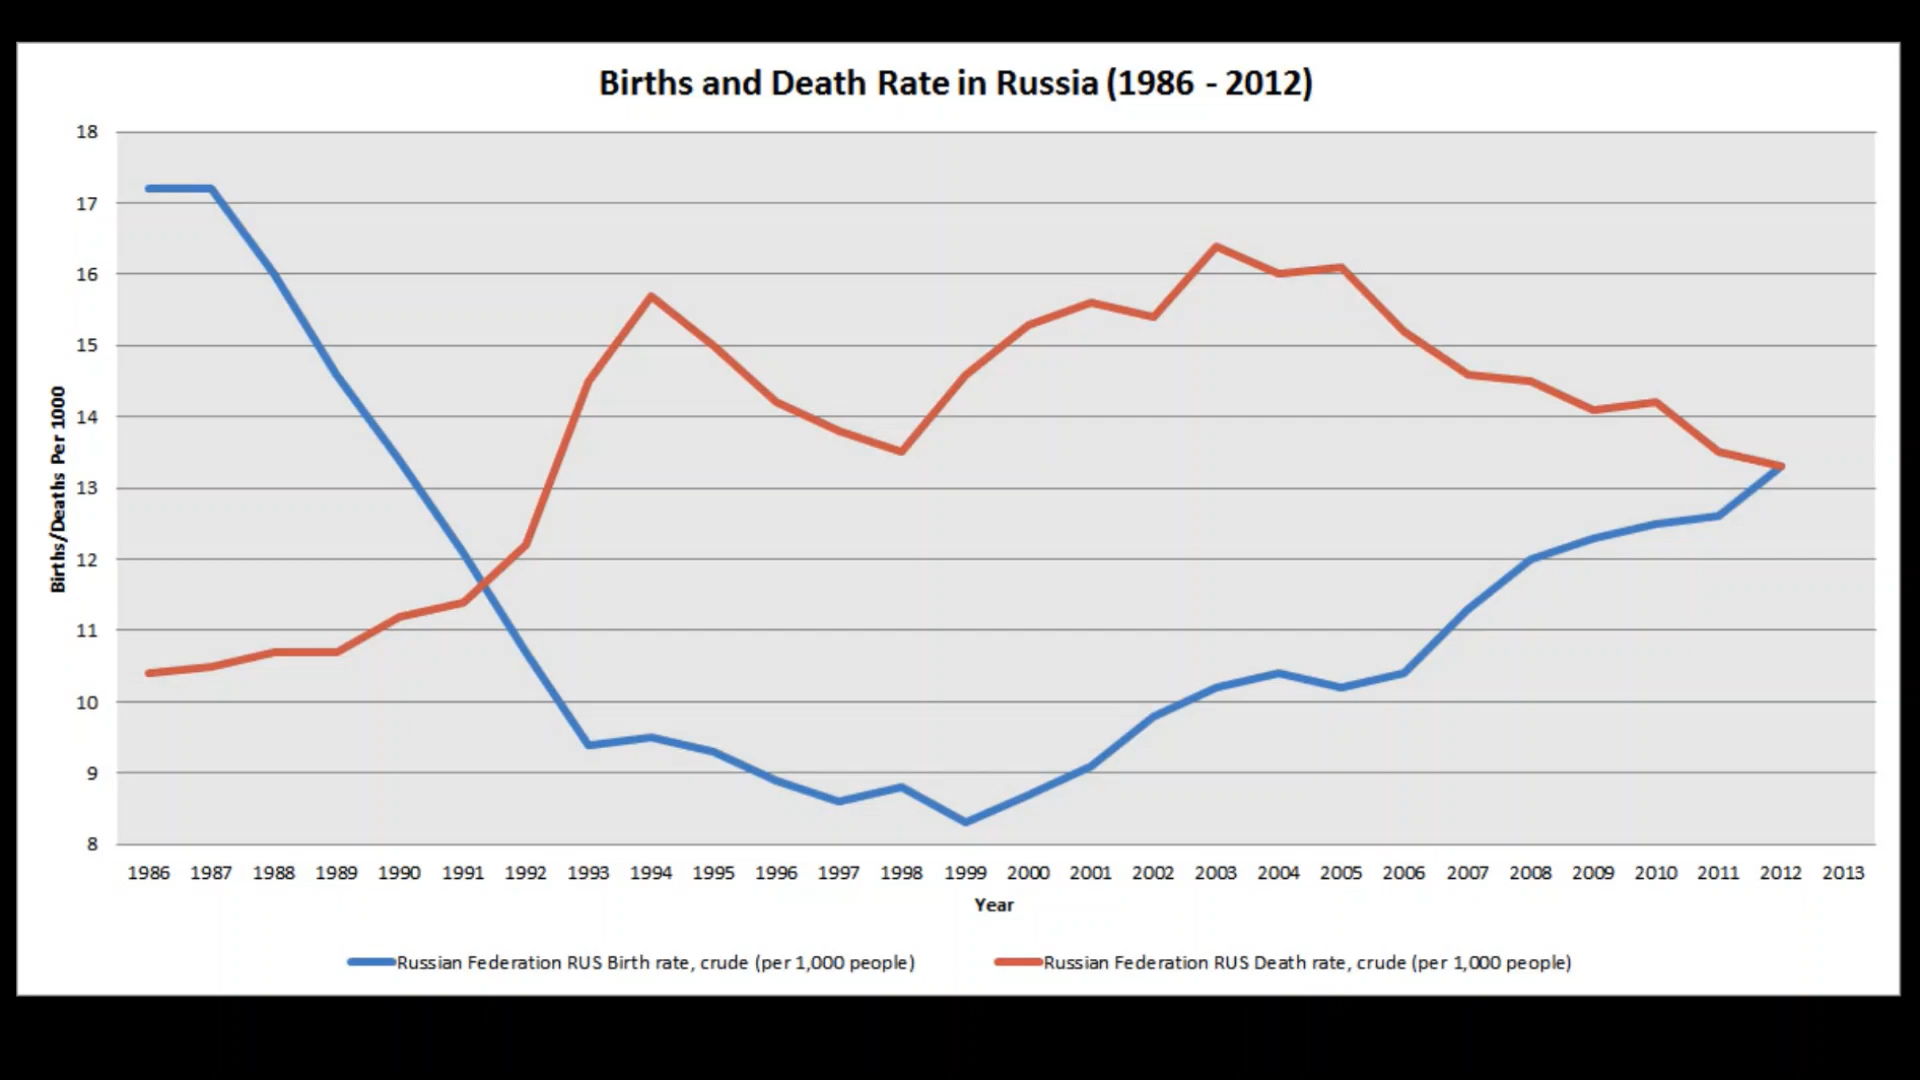 Births and Death Rate in Russia (1986 - 2012)
18
17
16
15
14
13
12
11
10
9
8
Births/Deaths Per 1000
1986 1987 1988 1989 1990 1991 1992 1993 1994 1995 1996 1997 1998 1999 2000 2001 2002 2003 2004 2005 2006 2007 2008 2009 2010 2011 2012 2013
Year
Russian Federation RUS Birth rate, crude (per 1,000 people) Russian Federation RUS Death rate, crude (per 1,000 people)